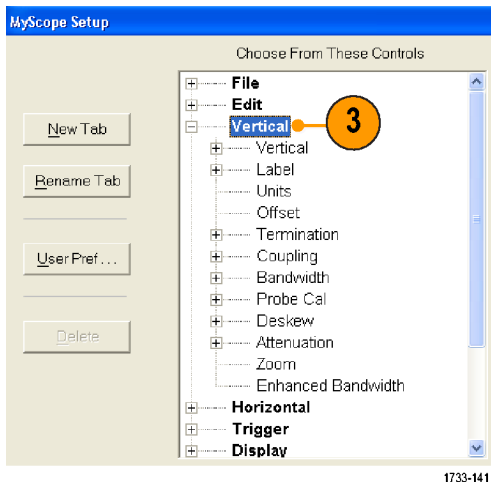 MyScope Setup
Choose From These Controls
File
Edit
Vertical
3
Vertical
Label
Units
Offset
Termination
Coupling
Bandwidth
Probe Cal
Deskew
Attenuation
Zoom
Enhanced Bandwidth
Horizontal
Trigger
Display
New Tab
Rename Tab
User Pref...
Delete
1733-141